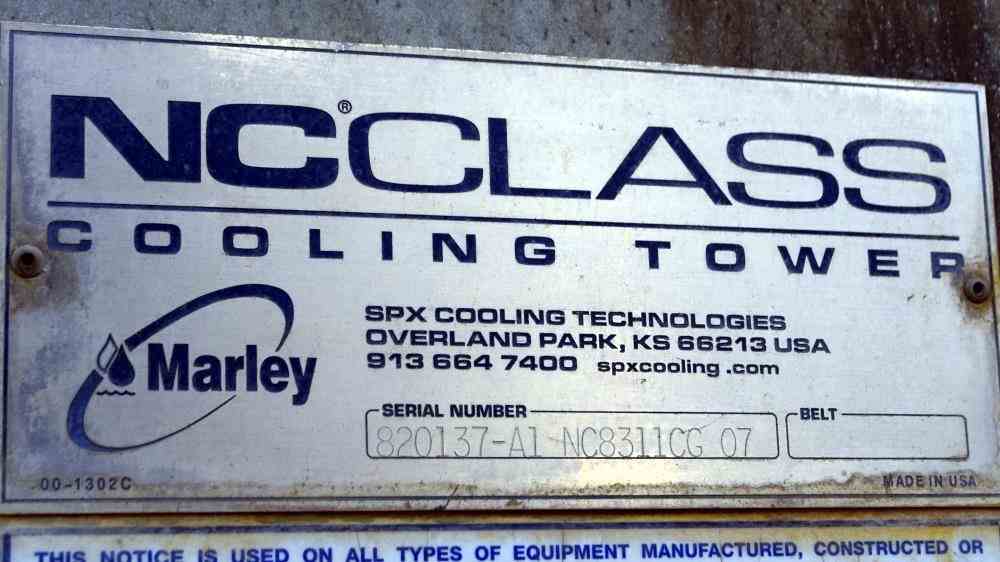 NC®CLASS
COOLING TOWER
Marley
SPX COOLING TECHNOLOGIES
OVERLAND PARK, KS 66213 USA
913 664 7400 spxcooling.com
SERIAL NUMBER
820137-A1 NC8311CG 07
BELT
00-1302C
MADE IN USA
THIS NOTICE IS USED ON ALL TYPES OF EQUIPMENT MANUFACTURED, CONSTRUCTED OR